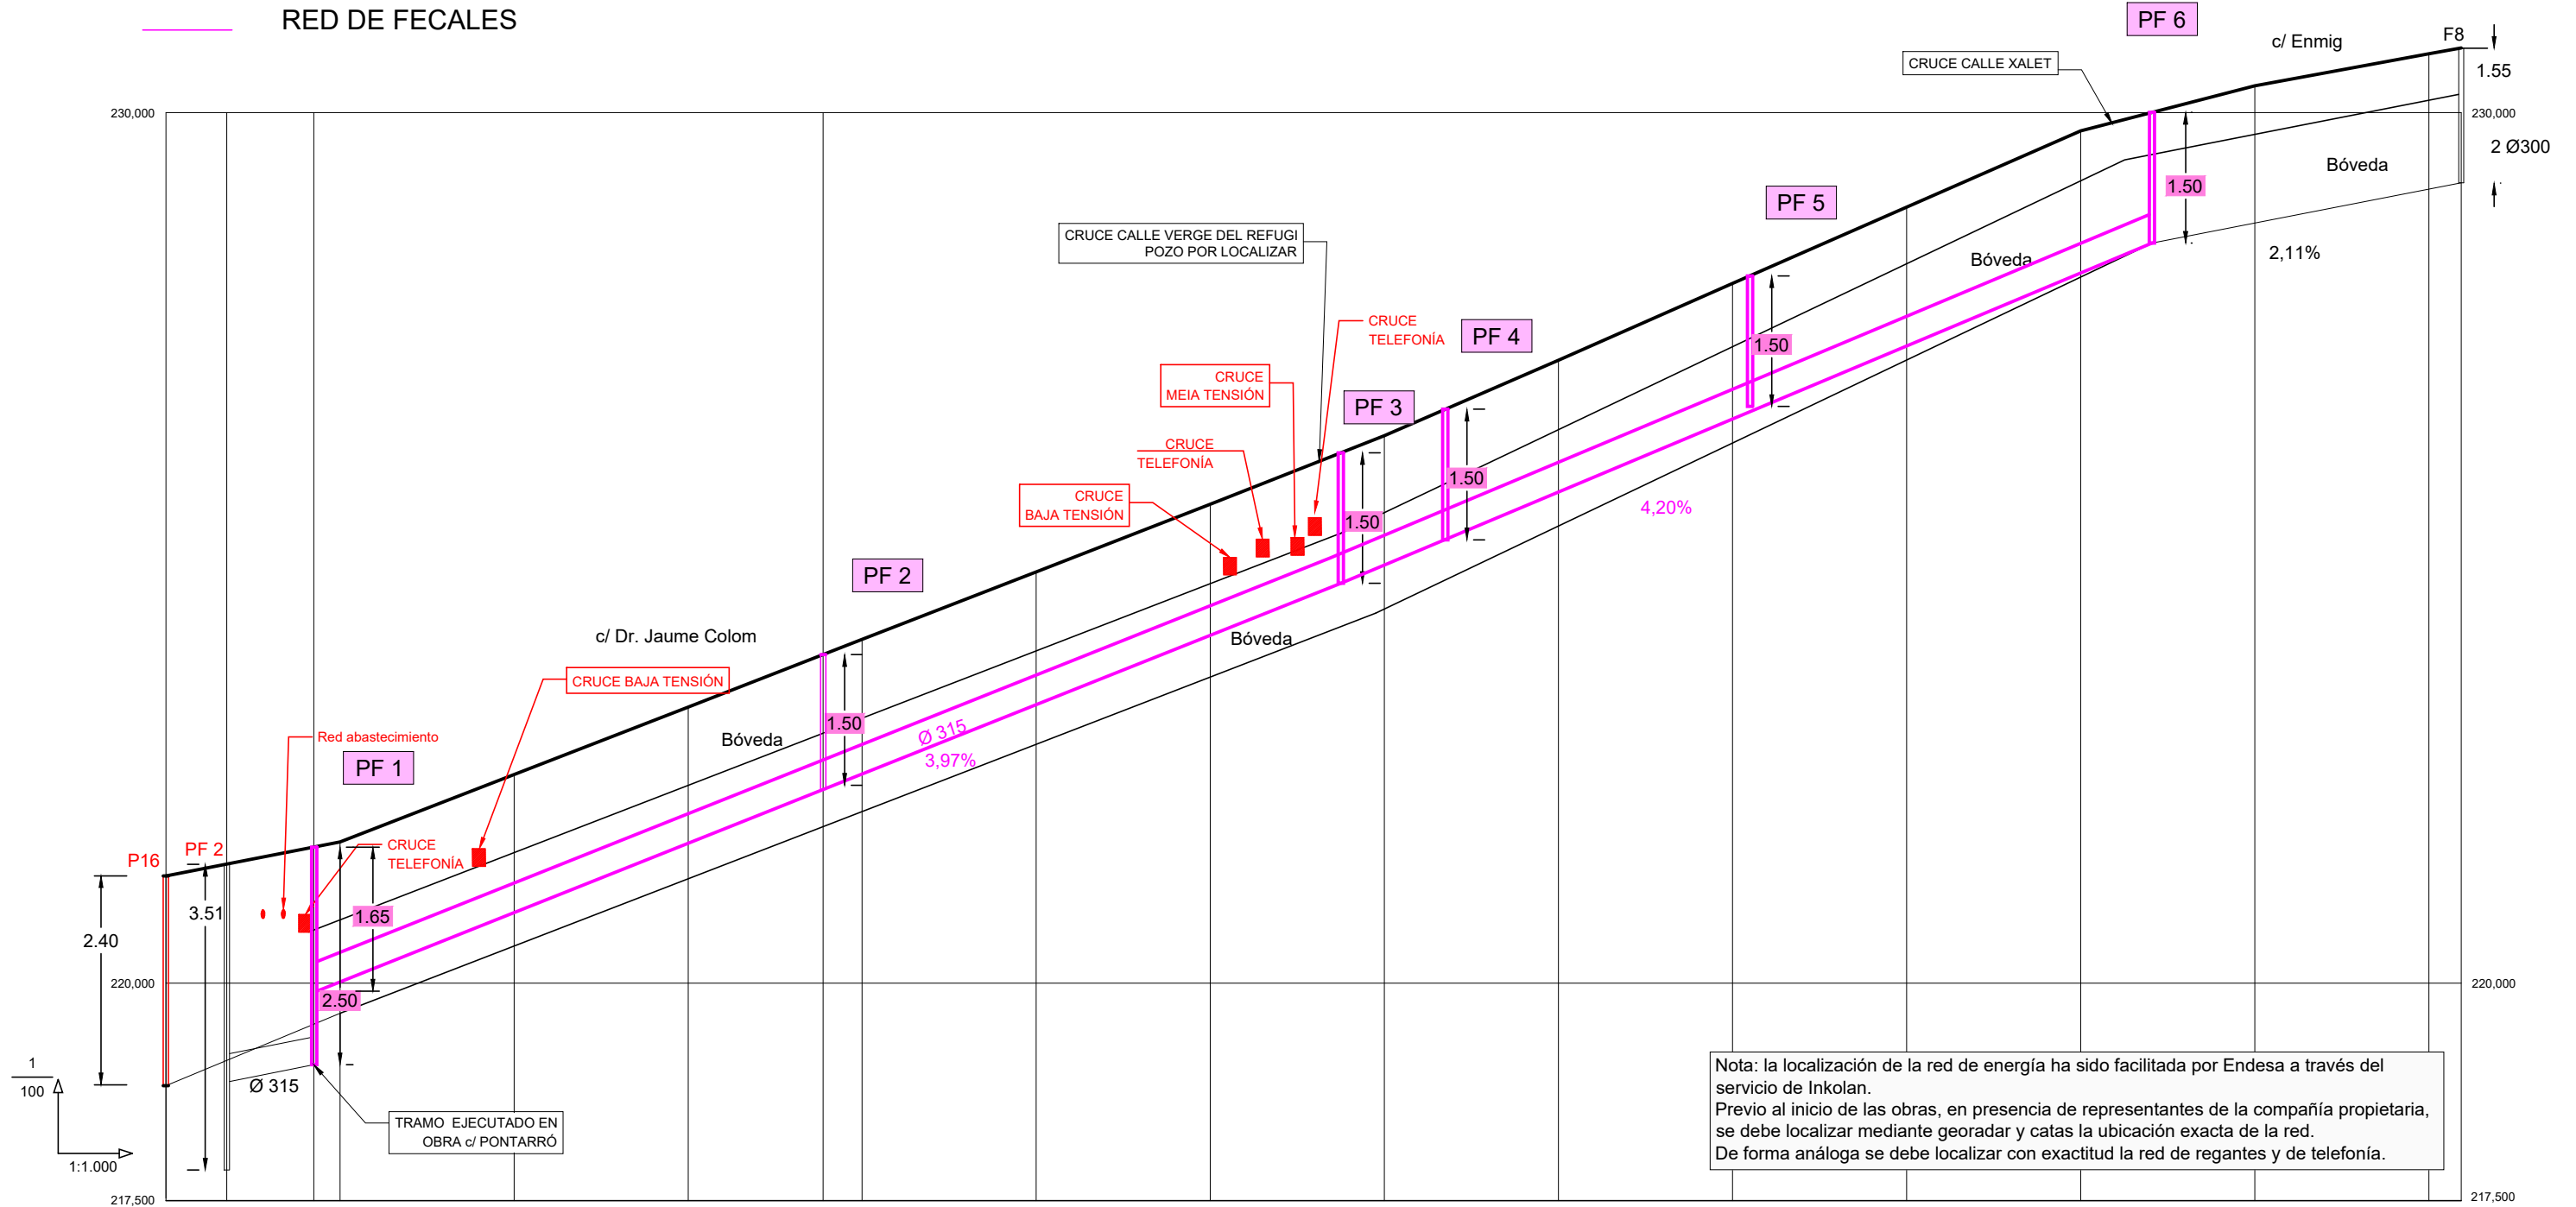 RED DE FECALES
PF 6
c/ Enmig
F8
CRUCE CALLE XALET
1.55
230,000
230,000
2 Ø300
Bóveda
1.50
PF 5
CRUCE CALLE VERGE DEL REFUGI
POZO POR LOCALIZAR
Bóveda
2,11%
CRUCE
TELEFONÍA
PF 4
1.50
CRUCE
MEIA TENSIÓN
PF 3
CRUCE
TELEFONÍA
1.50
CRUCE
BAJA TENSIÓN
1.50
4,20%
PF 2
c/ Dr. Jaume Colom
Bóveda
CRUCE BAJA TENSIÓN
1.50
Ø 315
3,97%
Bóveda
Red abastecimiento
PF 1
P16
PF 2
CRUCE
TELEFONÍA
3.51
1.65
2.40
220,000
2.50
220,000
1
100
Ø 315
1:1.000
TRAMO EJECUTADO EN
OBRA c/ PONTARRÓ
Nota: la localización de la red de energía ha sido facilitada por Endesa a través del
servicio de Inkolan.
Previo al inicio de las obras, en presencia de representantes de la compañía propietaria,
se debe localizar mediante georadar y catas la ubicación exacta de la red.
De forma análoga se debe localizar con exactitud la red de regantes y de telefonía.
217,500
217,500